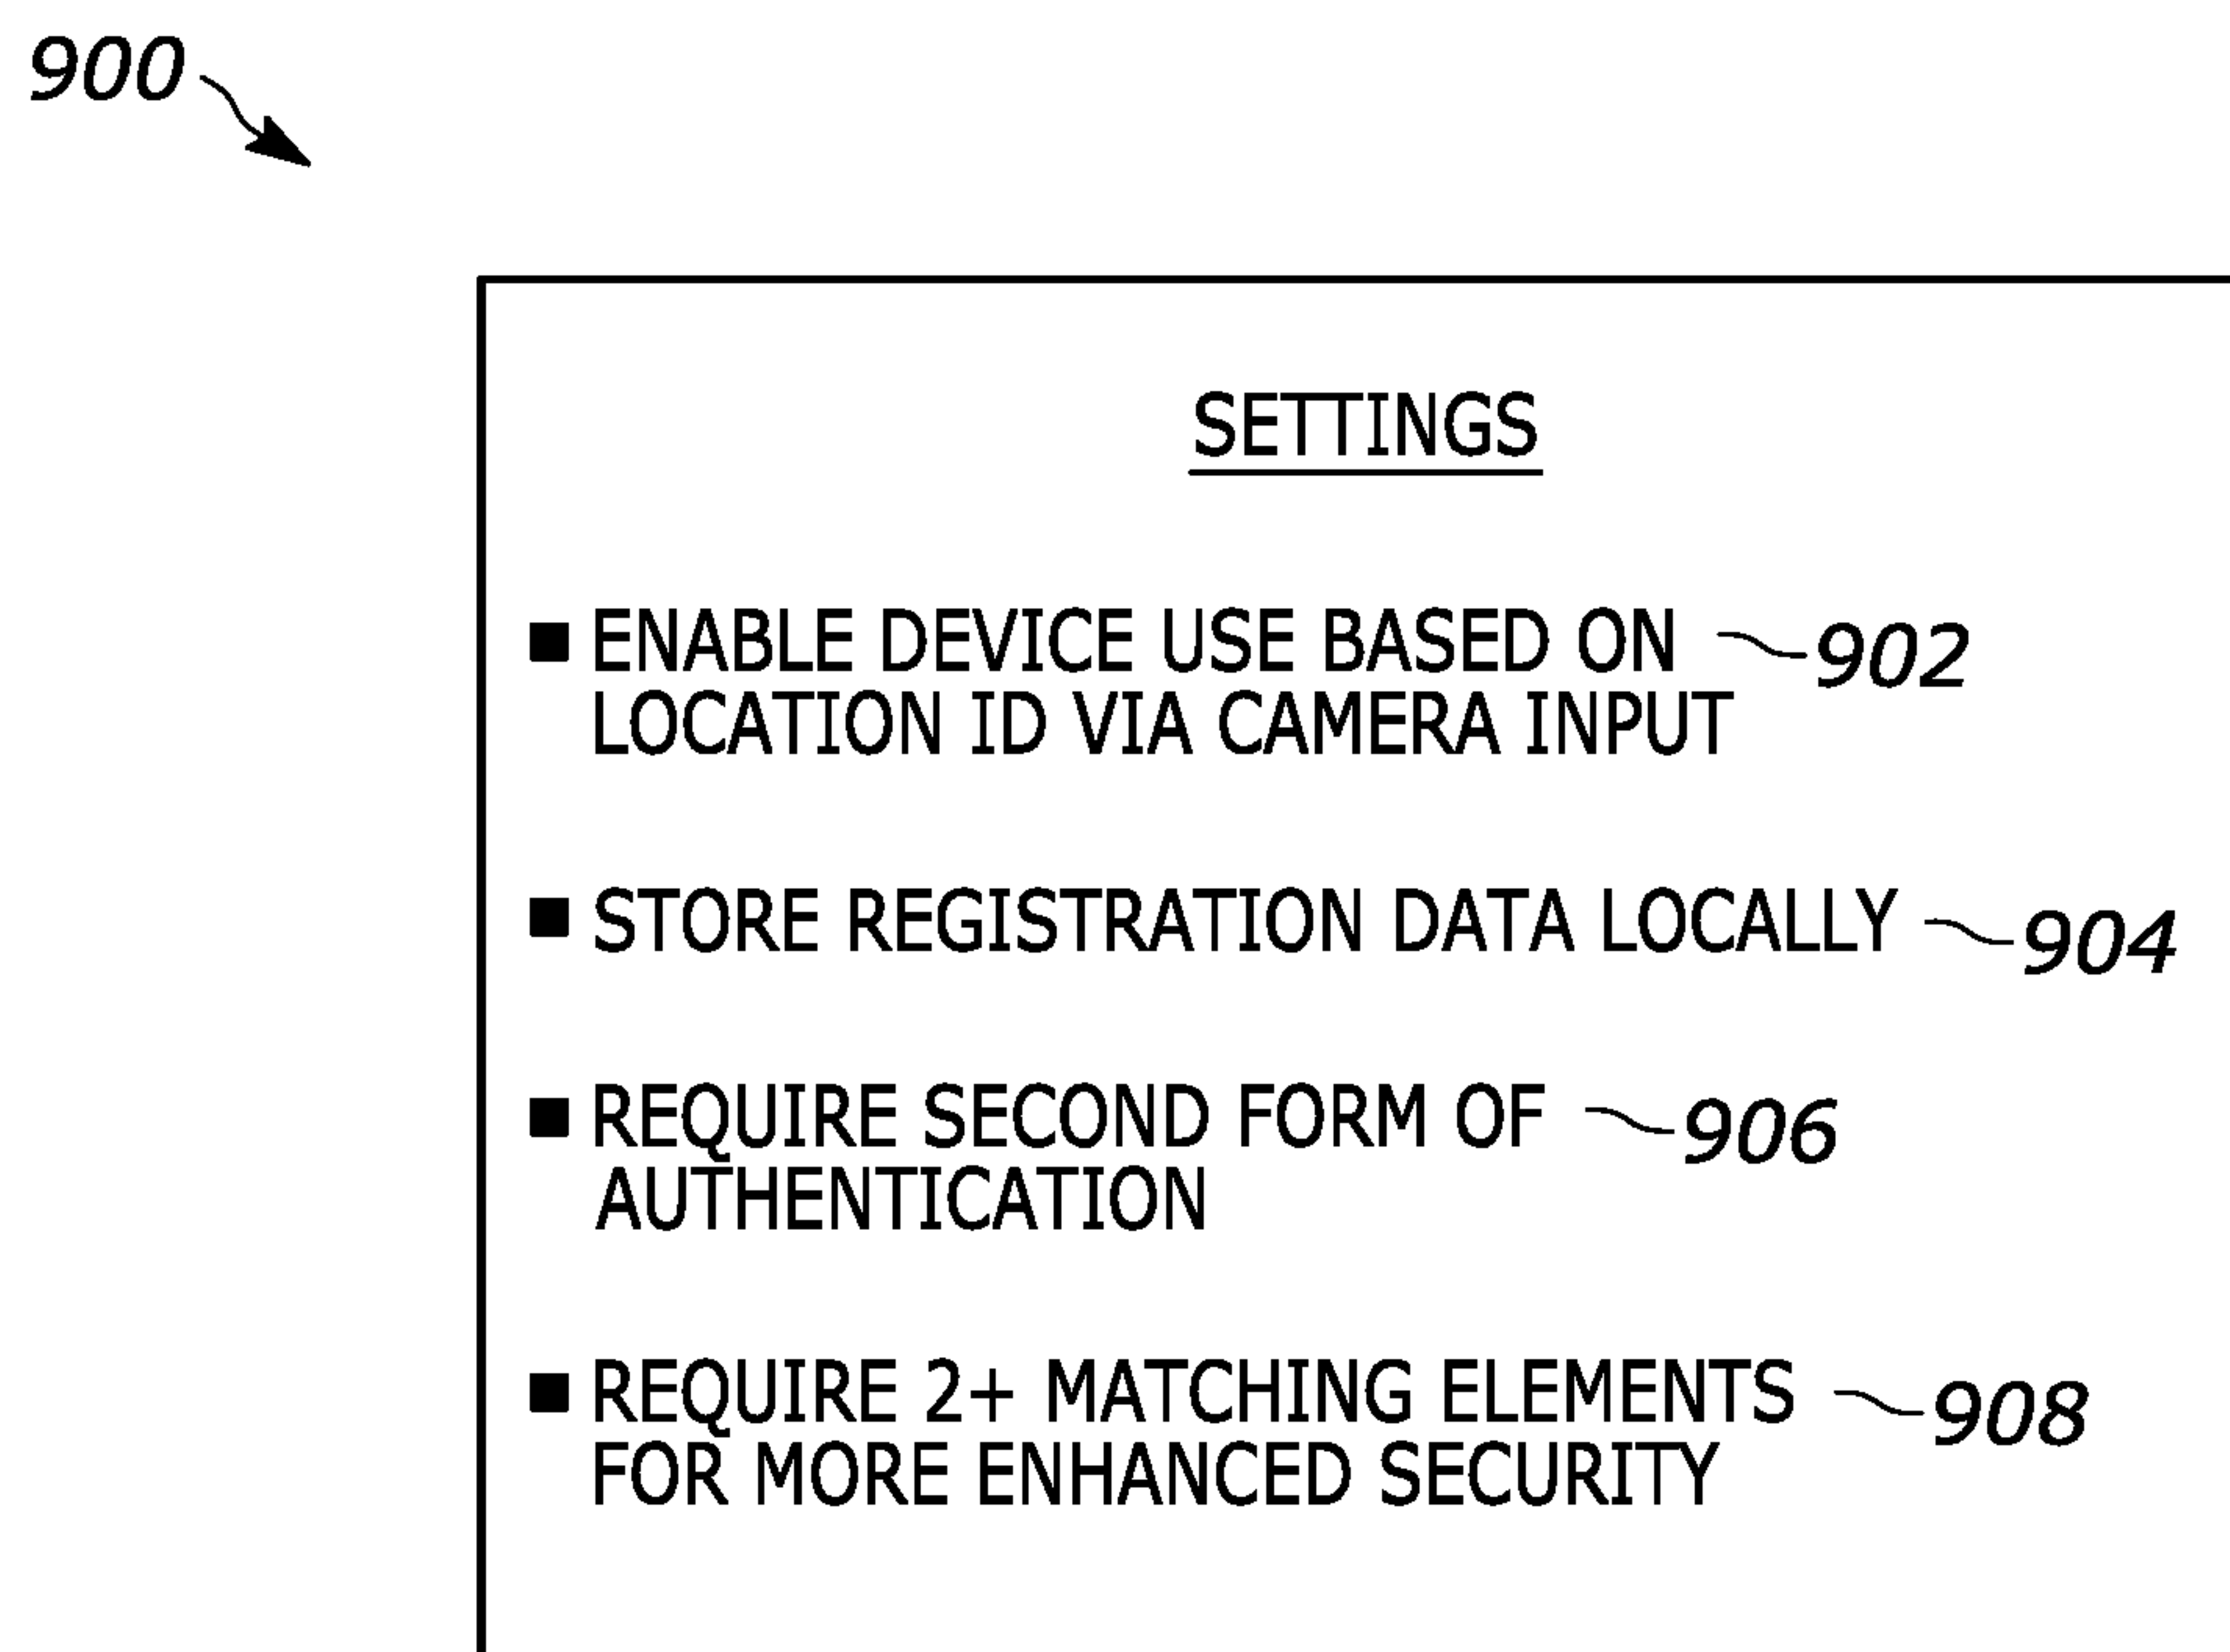 900
SETTINGS
■ ENABLE DEVICE USE BASED ON 902
LOCATION ID VIA CAMERA INPUT
■ STORE REGISTRATION DATA LOCALLY 904
■ REQUIRE SECOND FORM OF 906
AUTHENTICATION
■ REQUIRE 2+ MATCHING ELEMENTS 908
FOR MORE ENHANCED SECURITY